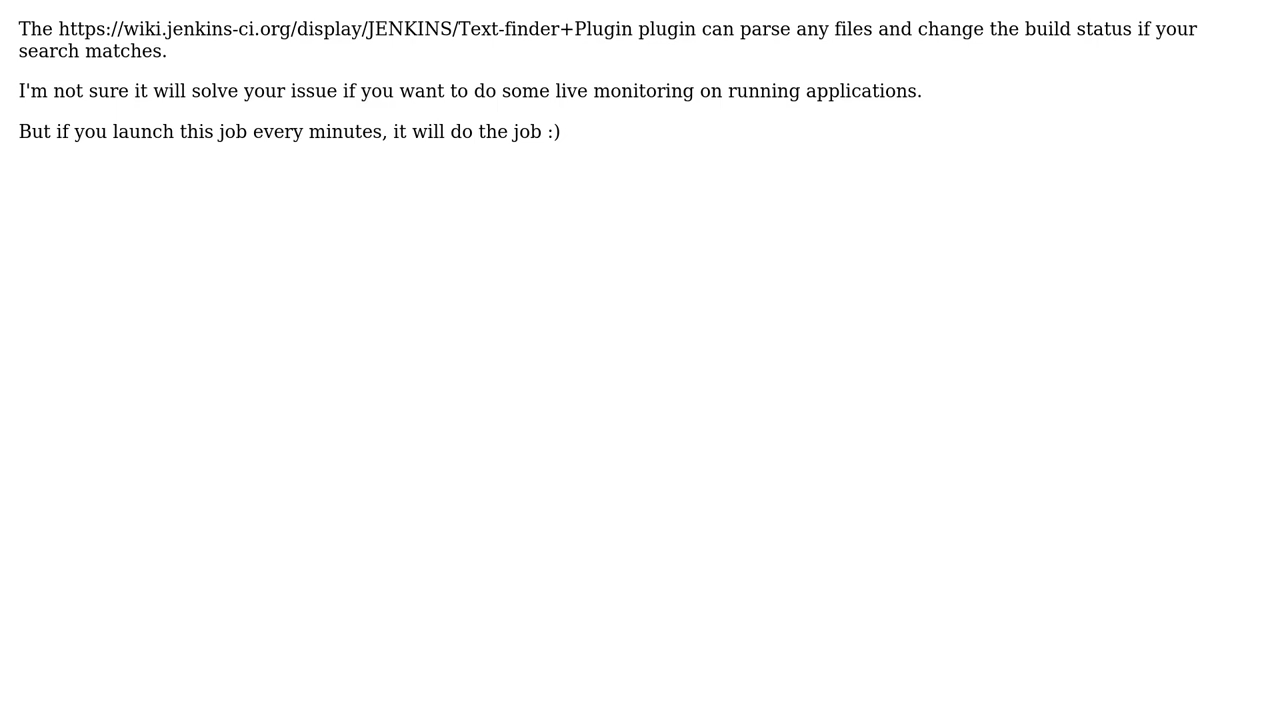 The https://wiki.jenkins-ci.org/display/JENKINS/Text-finder+Plugin plugin can parse any files and change the build status if your
search matches.
I'm not sure it will solve your issue if you want to do some live monitoring on running applications.
But if you launch this job every minutes, it will do the job :)